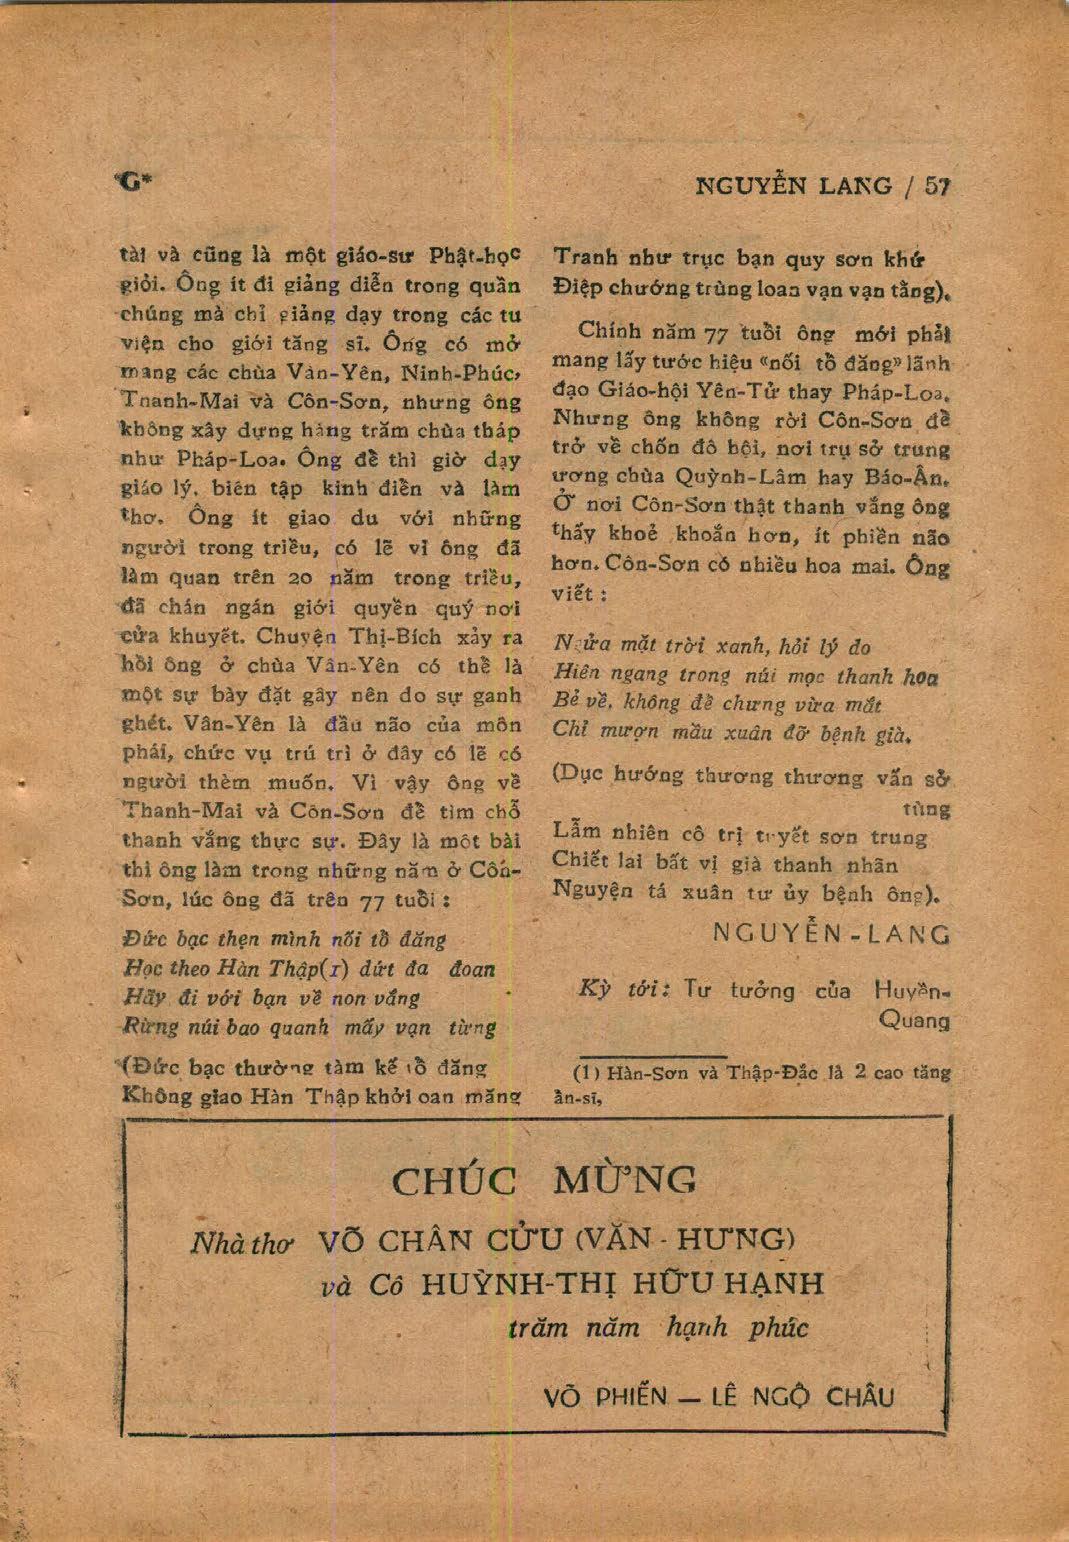 *G*
NGUYỄN LANG / 57
tài và cũng là một giáo-sư Phật-học
giỏi. Ông ít đi giảng diễn trong quần
chúng mà chỉ giảng dạy trong các tu
viện cho giới tăng sĩ. Ông có mở
mang các chùa Vân-Yên, Ninh-Phúc,
Thanh-Mai và Côn-Sơn, nhưng ông
không xây dựng hàng trăm chùa tháp
như Pháp-Loa. Ông để thì giờ dạy
giáo lý, biên tập kinh điển và làm
thơ. Ông ít giao du với những
người trong triều, có lẽ vì ông đã
làm quan trên 20 năm trong triều,
đã chán ngán giới quyền quý nơi
cửa khuyết. Chuyện Thị-Bích xảy ra
hồi ông ở chùa Vân-Yên có thể là
một sự bày đặt gây nên do sự ganh
ghét. Vân-Yên là đầu não của môn
phái, chức vụ trú trì ở đây có lẽ có
người thèm muốn. Vì vậy ông về
Thanh-Mai và Côn-Sơn để tìm chỗ
thanh vắng thực sự. Đây là một bài
thi ông làm trong những năm ở Côn-
Sơn, lúc ông đã trên 77 tuổi :
Đức bạc thẹn mình nối tổ đăng
Học theo Hàn Thập(1) dứt đa đoan
Hãy đi với bạn về non vắng
Rừng núi bao quanh mấy vạn từng
(Đức bạc thường tàm kế tổ đăng
Không giao Hàn Thập khởi oan măng
Tranh như trục bạn quy sơn khứ
Điệp chướng trùng loan vạn vạn tằng).
Chính năm 77 tuổi ông mới phải
mang lấy tước hiệu «nối tổ đăng» lãnh
đạo Giáo-hội Yên-Tử thay Pháp-Loa.
Nhưng ông không rời Côn-Sơn để
trở về chốn đô hội, nơi trụ sở trung
ương chùa Quỳnh-Lâm hay Báo-Ân.
Ở nơi Côn-Sơn thật thanh vắng ông
thấy khoẻ khoắn hơn, ít phiền não
hơn. Côn-Sơn có nhiều hoa mai. Ông
viết :
Ngửa mặt trời xanh, hỏi lý do
Hiên ngang trong núi mọc thanh hoa
Bẻ về, không để chưng vừa mắt
Chỉ mượn mầu xuân đỡ bệnh già.
(Dục hướng thương thương vấn sở
tùng
Lẫm nhiên cô trị tuyết sơn trung
Chiết lai bất vị già thanh nhãn
Nguyện tá xuân tư ủy bệnh ông).
NGUYỄN-LANG
Kỳ tới: Tư tưởng của Huyền-
Quang
(1) Hàn-Sơn và Thập-Đắc là 2 cao tăng
ẩn-sĩ,
CHÚC MỪNG
Nhà thơ VÕ CHÂN CỬU (VĂN - HƯNG)
và Cô HUỲNH-THỊ HỮU HẠNH
trăm năm hạnh phúc
VÕ PHIẾN — LÊ NGỘ CHÂU